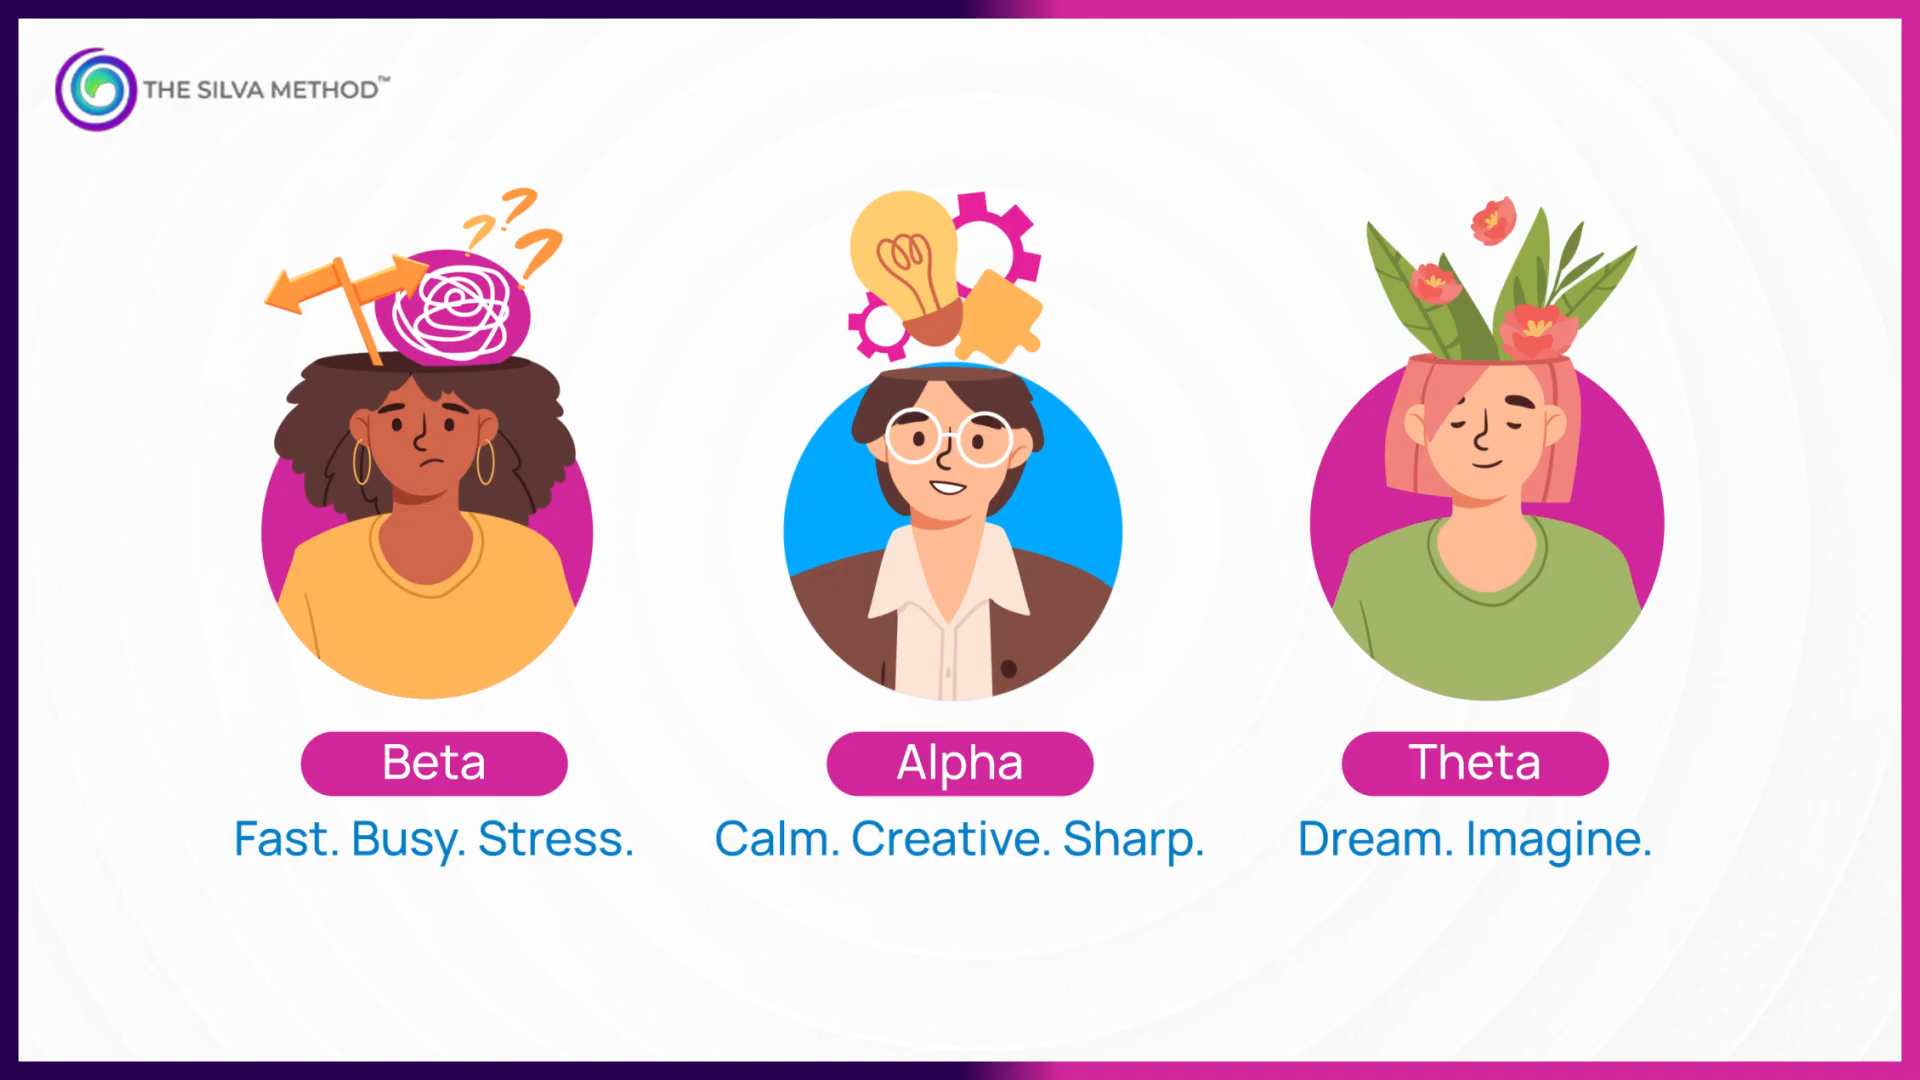 THE SILVA METHOD™
Beta
Fast. Busy. Stress.
Alpha
Calm. Creative. Sharp.
Theta
Dream. Imagine.